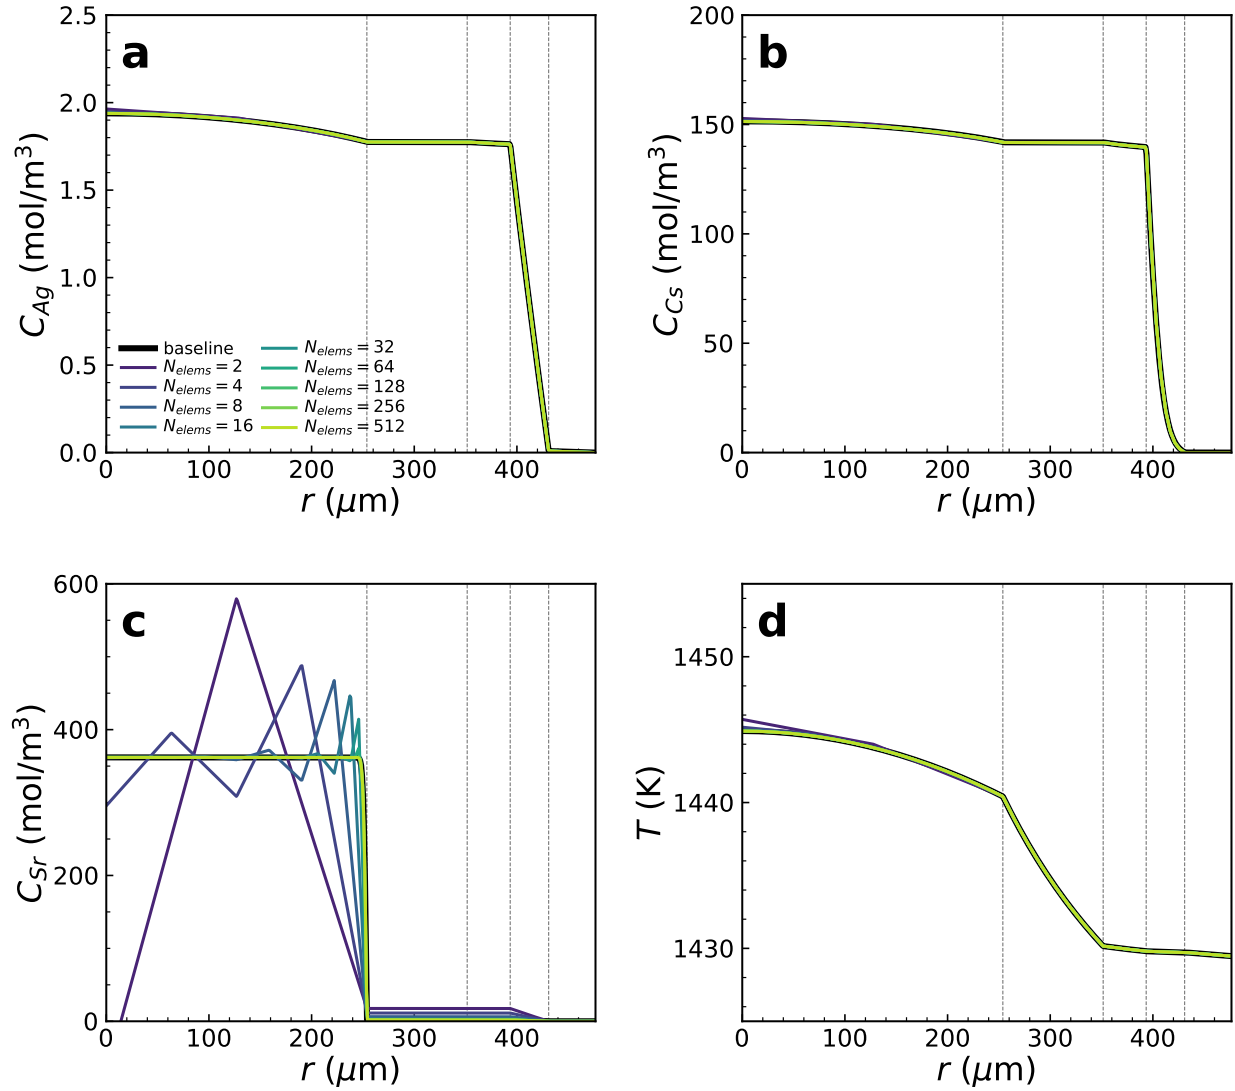 a
2.5
2.0
1.5
1.0
0.5
0.0
C_Ag (mol/m³)
baseline
N_elems = 2
N_elems = 4
N_elems = 8
N_elems = 16
N_elems = 32
N_elems = 64
N_elems = 128
N_elems = 256
N_elems = 512
0 100 200 300 400
r (μm)
b
200
150
100
50
0
C_Cs (mol/m³)
0 100 200 300 400
r (μm)
c
600
400
200
0
C_Sr (mol/m³)
0 100 200 300 400
r (μm)
d
1450
1440
1430
T (K)
0 100 200 300 400
r (μm)